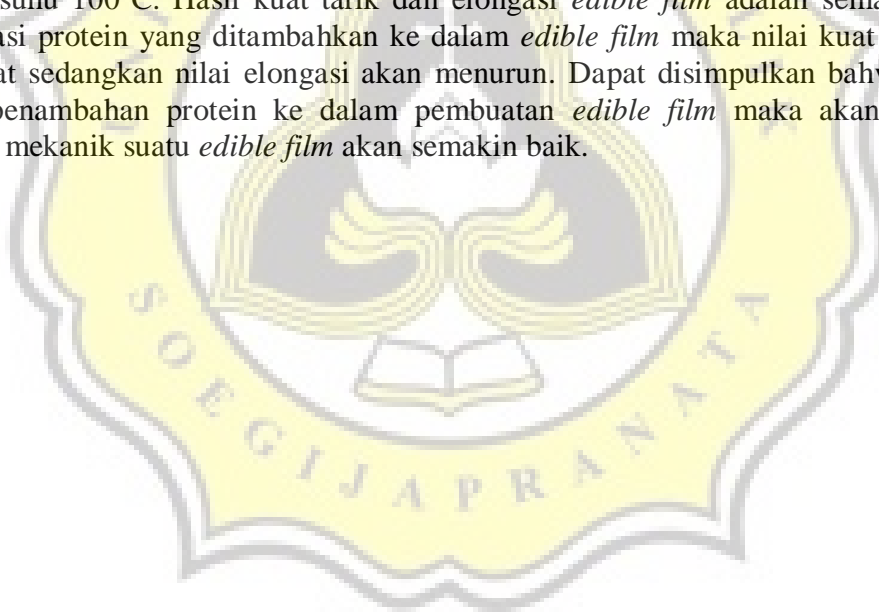 suhu 100°C. Hasil kuat tarik dan elongasi edible film adalah sema
asi protein yang ditambahkan ke dalam edible film maka nilai kuat
at sedangkan nilai elongasi akan menurun. Dapat disimpulkan bahw
penambahan protein ke dalam pembuatan edible film maka akan
mekanik suatu edible film akan semakin baik.
SOEGIJAPRANATA